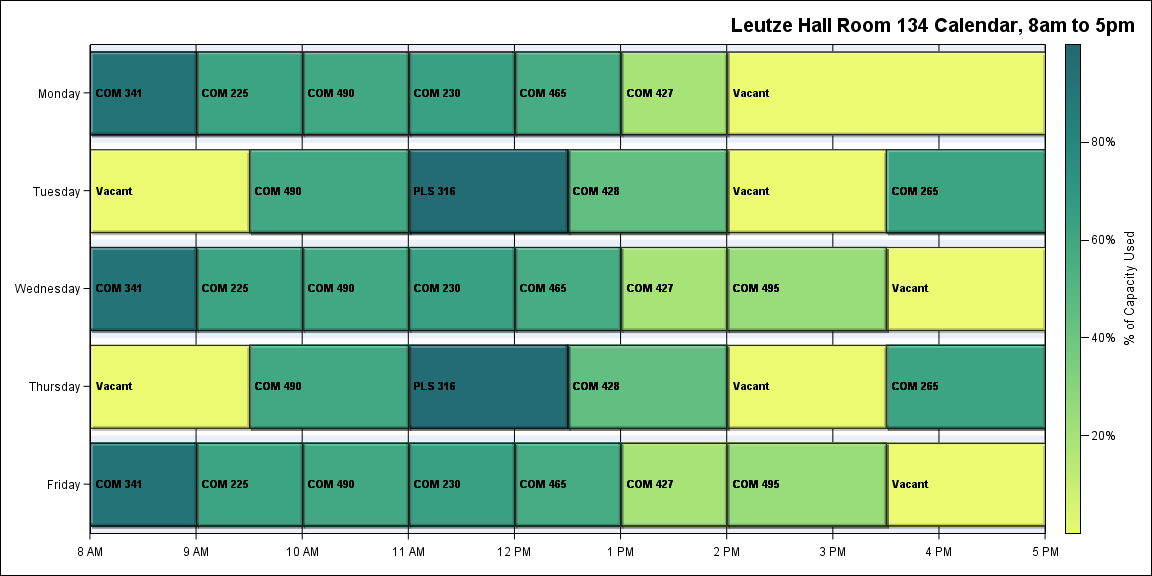 Leutze Hall Room 134 Calendar, 8am to 5pm
Monday
COM 341
COM 225
COM 490
COM 230
COM 465
COM 427
Vacant
Tuesday
Vacant
COM 490
PLS 316
COM 428
Vacant
COM 265
Wednesday
COM 341
COM 225
COM 490
COM 230
COM 465
COM 427
COM 495
Vacant
Thursday
Vacant
COM 490
PLS 316
COM 428
Vacant
COM 265
Friday
COM 341
COM 225
COM 490
COM 230
COM 465
COM 427
COM 495
Vacant
8 AM
9 AM
10 AM
11 AM
12 PM
1 PM
2 PM
3 PM
4 PM
5 PM
80%
60%
40%
20%
% of Capacity Used